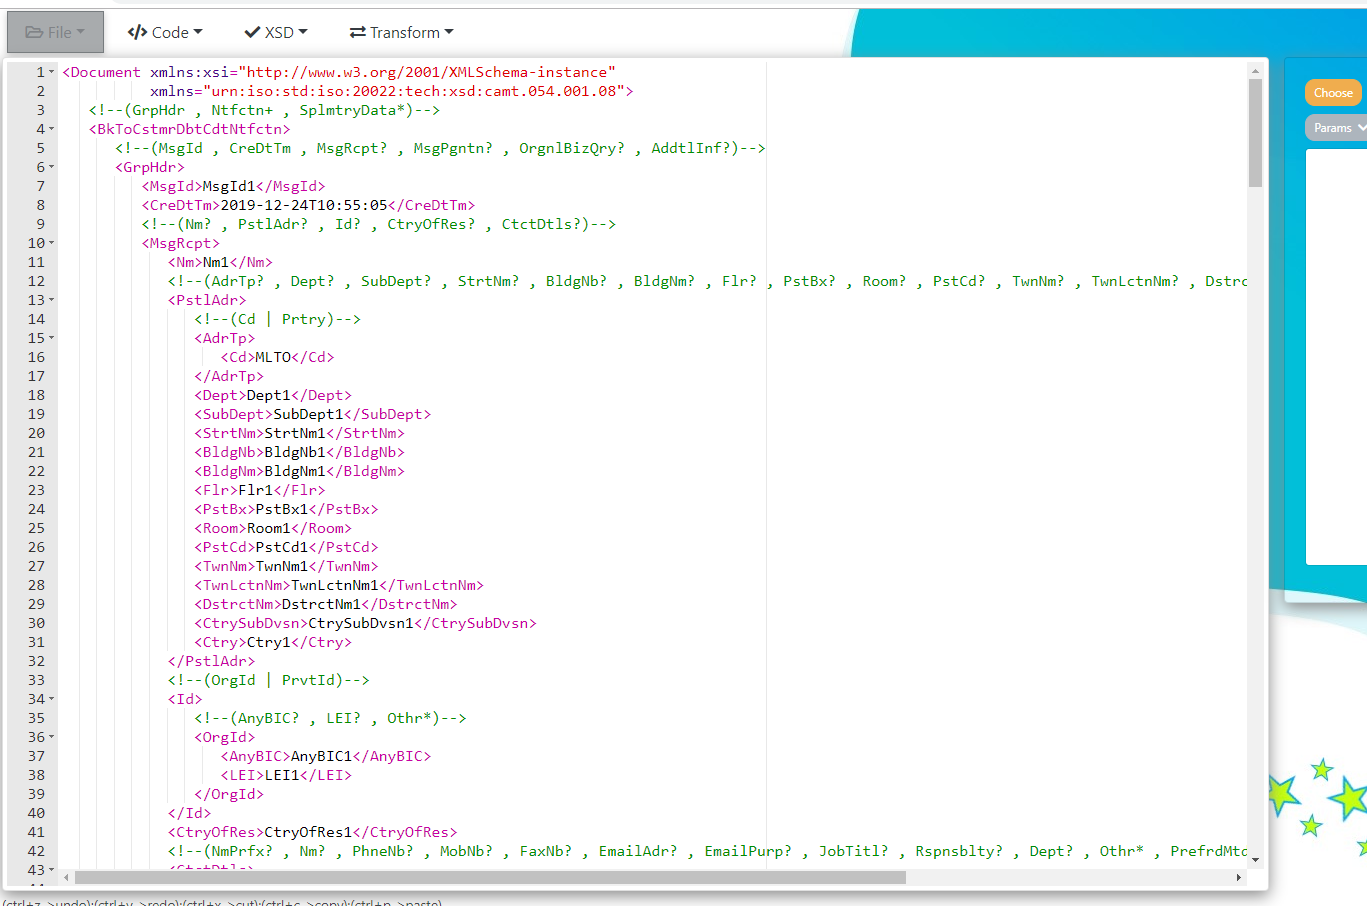 File Code XSD Transform
Choose
Params
1 <Document xmlns:xsi="http://www.w3.org/2001/XMLSchema-instance"
2 xmlns="urn:iso:std:iso:20022:tech:xsd:camt.054.001.08">
3 <!--(GrpHdr , Ntfctn+ , SplmtryData*)-->
4 <BkToCstmrDbtCdtNtfctn>
5 <!--(MsgId , CreDtTm , MsgRcpt? , MsgPgntn? , OrgnlBizQry? , AddtlInf?)-->
6 <GrpHdr>
7 <MsgId>MsgId1</MsgId>
8 <CreDtTm>2019-12-24T10:55:05</CreDtTm>
9 <!--(Nm? , PstlAdr? , Id? , CtryOfRes? , CtctDtls?)-->
10 <MsgRcpt>
11 <Nm>Nm1</Nm>
12 <!--(AdrTp? , Dept? , SubDept? , StrtNm? , BldgNb? , BldgNm? , Flr? , PstBx? , Room? , PstCd? , TwnNm? , TwnLctnNm? , Dstrc
13 <PstlAdr>
14 <!--(Cd | Prtry)-->
15 <AdrTp>
16 <Cd>MLTO</Cd>
17 </AdrTp>
18 <Dept>Dept1</Dept>
19 <SubDept>SubDept1</SubDept>
20 <StrtNm>StrtNm1</StrtNm>
21 <BldgNb>BldgNb1</BldgNb>
22 <BldgNm>BldgNm1</BldgNm>
23 <Flr>Flr1</Flr>
24 <PstBx>PstBx1</PstBx>
25 <Room>Room1</Room>
26 <PstCd>PstCd1</PstCd>
27 <TwnNm>TwnNm1</TwnNm>
28 <TwnLctnNm>TwnLctnNm1</TwnLctnNm>
29 <DstrctNm>DstrctNm1</DstrctNm>
30 <CtrySubDvsn>CtrySubDvsn1</CtrySubDvsn>
31 <Ctry>Ctry1</Ctry>
32 </PstlAdr>
33 <!--(OrgId | PrvtId)-->
34 <Id>
35 <!--(AnyBIC? , LEI? , Othr*)-->
36 <OrgId>
37 <AnyBIC>AnyBIC1</AnyBIC>
38 <LEI>LEI1</LEI>
39 </OrgId>
40 </Id>
41 <CtryOfRes>CtryOfRes1</CtryOfRes>
42 <!--(NmPrfx? , Nm? , PhneNb? , MobNb? , FaxNb? , EmailAdr? , EmailPurp? , JobTitl? , Rspnsblty? , Dept? , Othr* , PrefrdMtd
43 <CtctDtls>
(ctrl+z->undo);(ctrl+y->redo);(ctrl+x->cut);(ctrl+c->copy);(ctrl+p->paste)